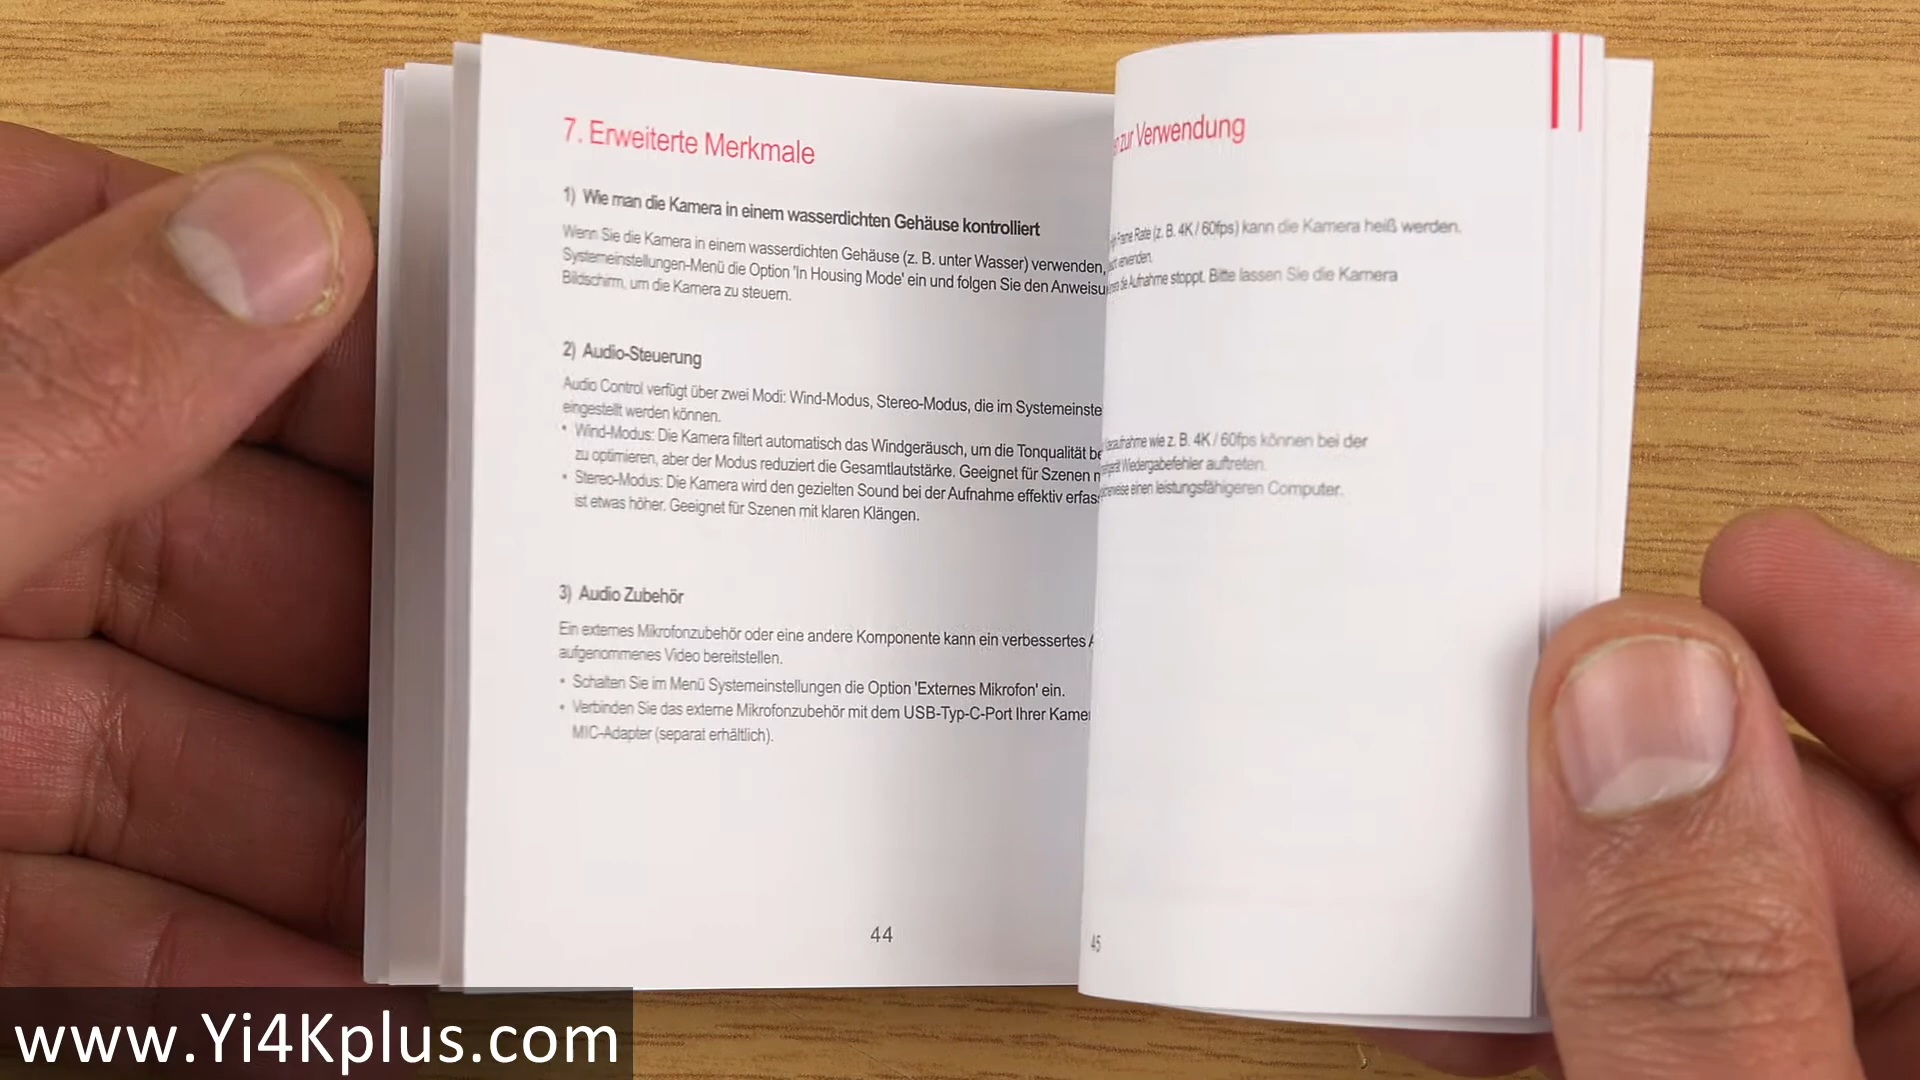 7. Erweiterte Merkmale
1) Wie man die Kamera in einem wasserdichten Gehäuse kontrolliert
Wenn Sie die Kamera in einem wasserdichten Gehäuse (z. B. unter Wasser) verwenden,
Systemeinstellungen-Menü die Option 'In Housing Mode' ein und folgen Sie den
Bildschirm, um die Kamera zu steuern.
2) Audio-Steuerung
Audio Control verfügt über zwei Modi: Wind-Modus, Stereo-Modus, die im
eingestellt werden können.
• Wind-Modus: Die Kamera filtert automatisch das Windgeräusch, um die Tonqualität
zu optimieren, aber der Modus reduziert die Gesamtlautstärke. Geeignet für Szenen
• Stereo-Modus: Die Kamera wird den gezielten Sound bei der Aufnahme effektiv
ist etwas höher. Geeignet für Szenen mit klaren Klängen.
3) Audio Zubehör
Ein externes Mikrofonzubehör oder eine andere Komponente kann ein verbessertes
aufgenommenes Video bereitstellen.
• Schalten Sie im Menü Systemeinstellungen die Option 'Externes Mikrofon' ein.
• Verbinden Sie das externe Mikrofonzubehör mit dem USB-Typ-C-Port Ihrer
MIC-Adapter (separat erhältlich).
44
zur Verwendung
Frame Rate (z. B. 4K / 60fps) kann die Kamera heiß werden.
die Aufnahme stoppt. Bitte lassen Sie die Kamera
wie z. B. 4K / 60fps können bei der
Wiedergabefehler auftreten.
einen leistungsfähigeren Computer.
45
www.Yi4Kplus.com